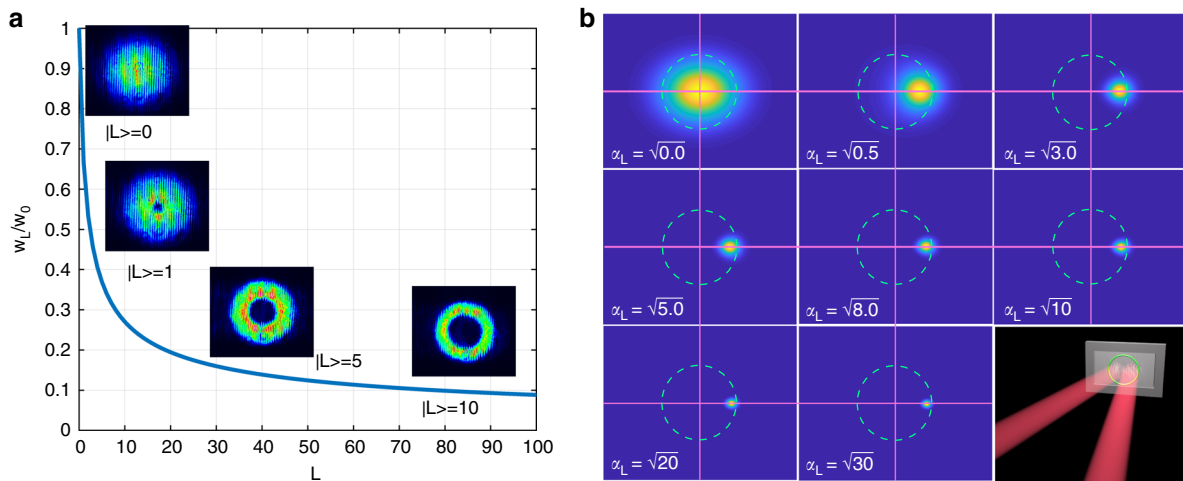 a
1
0.9
0.8
0.7
0.6
0.5
0.4
0.3
0.2
0.1
0
w_L/w_0
|L>=0
|L>=1
|L>=5
|L>=10
0 10 20 30 40 50 60 70 80 90 100
L
b
α_L = √0.0
α_L = √0.5
α_L = √3.0
α_L = √5.0
α_L = √8.0
α_L = √10
α_L = √20
α_L = √30